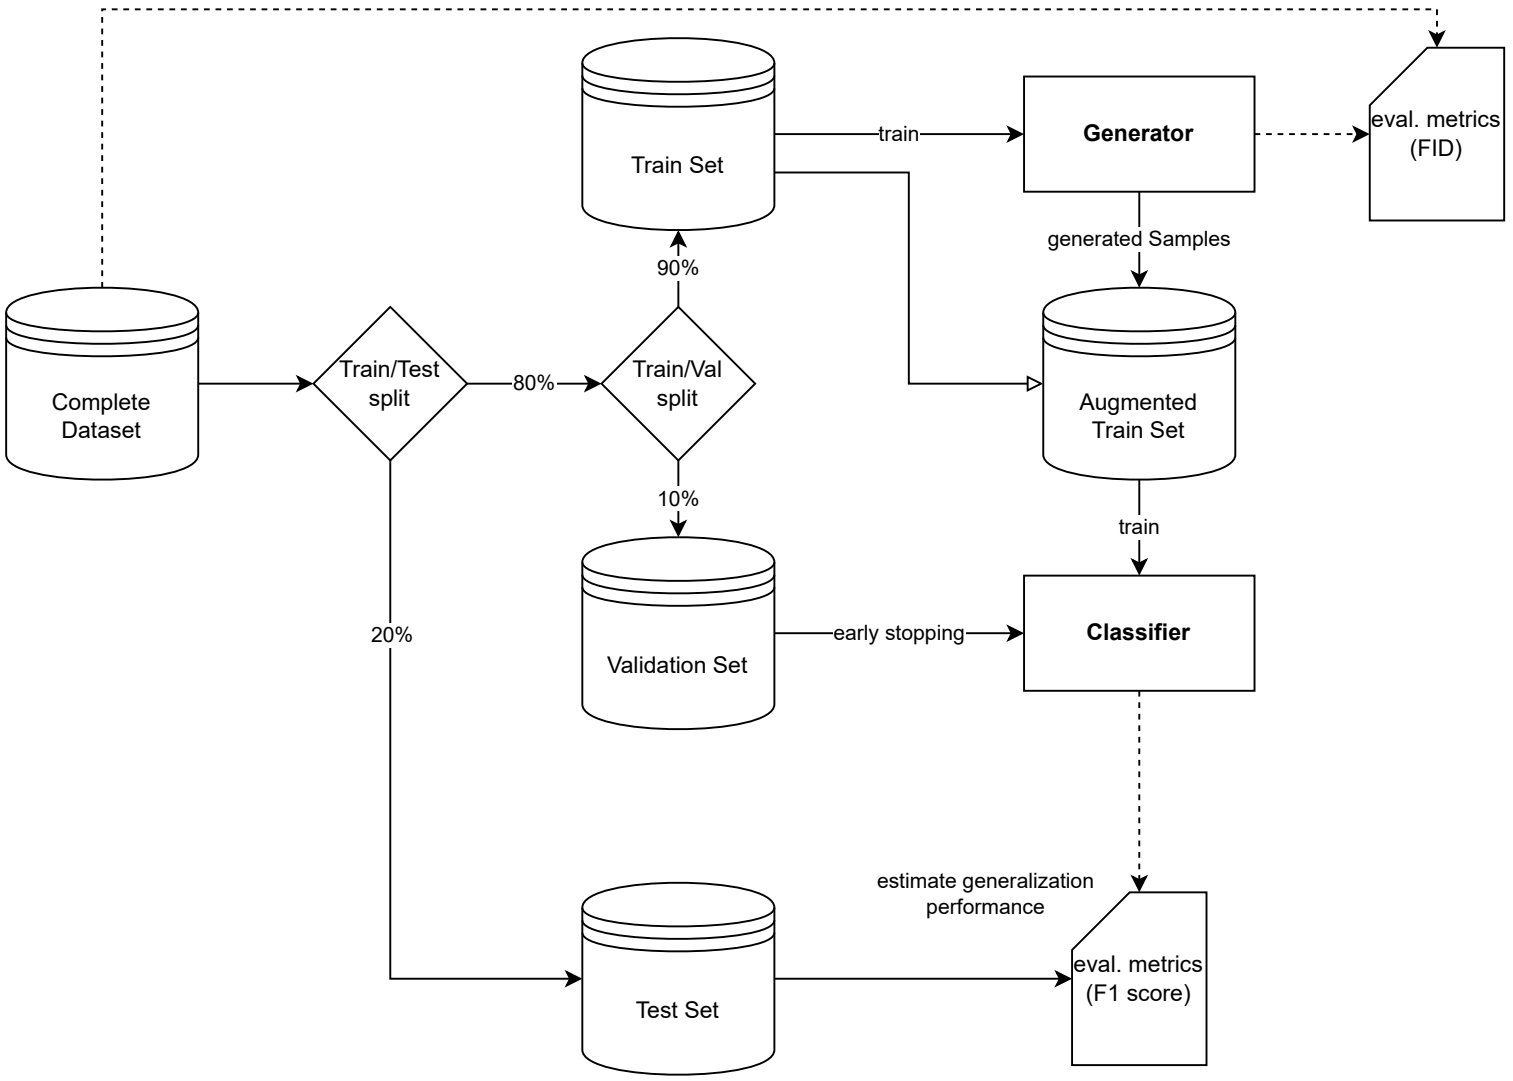 Train Set
train
Generator
eval. metrics
(FID)
generated Samples
90%
Complete
Dataset
Train/Test
split
80%
Train/Val
split
Augmented
Train Set
10%
train
20%
Validation Set
early stopping
Classifier
estimate generalization
performance
Test Set
eval. metrics
(F1 score)